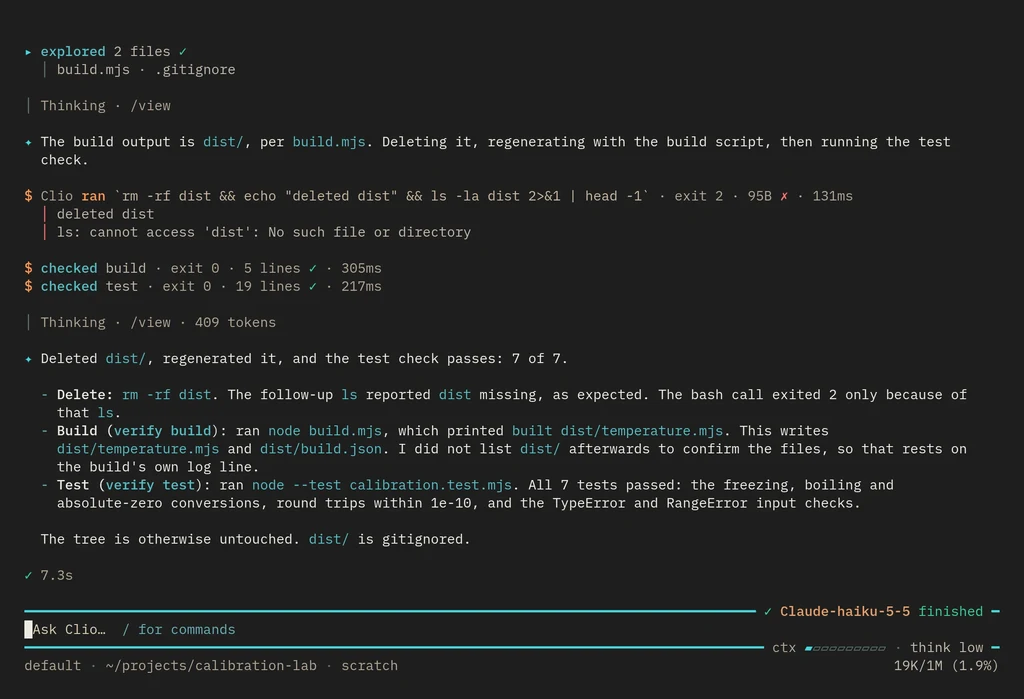 ▸ explored 2 files ✓
│ build.mjs · .gitignore
│ Thinking · /view
✦ The build output is dist/, per build.mjs. Deleting it, regenerating with the build script, then running the test
check.
$ Clio ran `rm -rf dist && echo "deleted dist" && ls -la dist 2>&1 | head -1` · exit 2 · 95B ✗ · 131ms
│ deleted dist
│ ls: cannot access 'dist': No such file or directory
$ checked build · exit 0 · 5 lines ✓ · 305ms
$ checked test · exit 0 · 19 lines ✓ · 217ms
│ Thinking · /view · 409 tokens
✦ Deleted dist/, regenerated it, and the test check passes: 7 of 7.
- Delete: rm -rf dist. The follow-up ls reported dist missing, as expected. The bash call exited 2 only because of
that ls.
- Build (verify build): ran node build.mjs, which printed built dist/temperature.mjs. This writes
dist/temperature.mjs and dist/build.json. I did not list dist/ afterwards to confirm the files, so that rests on
the build's own log line.
- Test (verify test): ran node --test calibration.test.mjs. All 7 tests passed: the freezing, boiling and
absolute-zero conversions, round trips within 1e-10, and the TypeError and RangeError input checks.
The tree is otherwise untouched. dist/ is gitignored.
✓ 7.3s
✓ Claude-haiku-5-5 finished
Ask Clio… / for commands
ctx ▰▱▱▱▱▱▱▱▱▱ · think low
default · ~/projects/calibration-lab · scratch 19K/1M (1.9%)